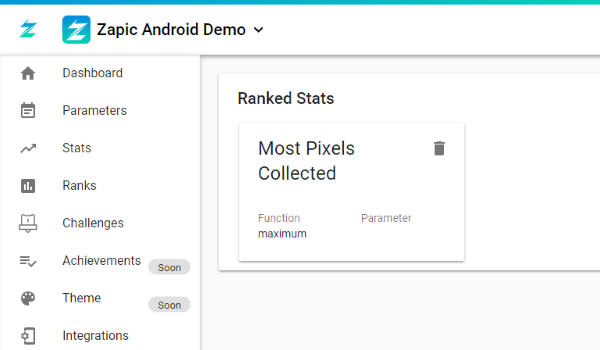 Zapic Android Demo
Dashboard
Parameters
Stats
Ranks
Challenges
Achievements
Soon
Theme
Soon
Integrations
Ranked Stats
Most Pixels
Collected
Function
Parameter
maximum